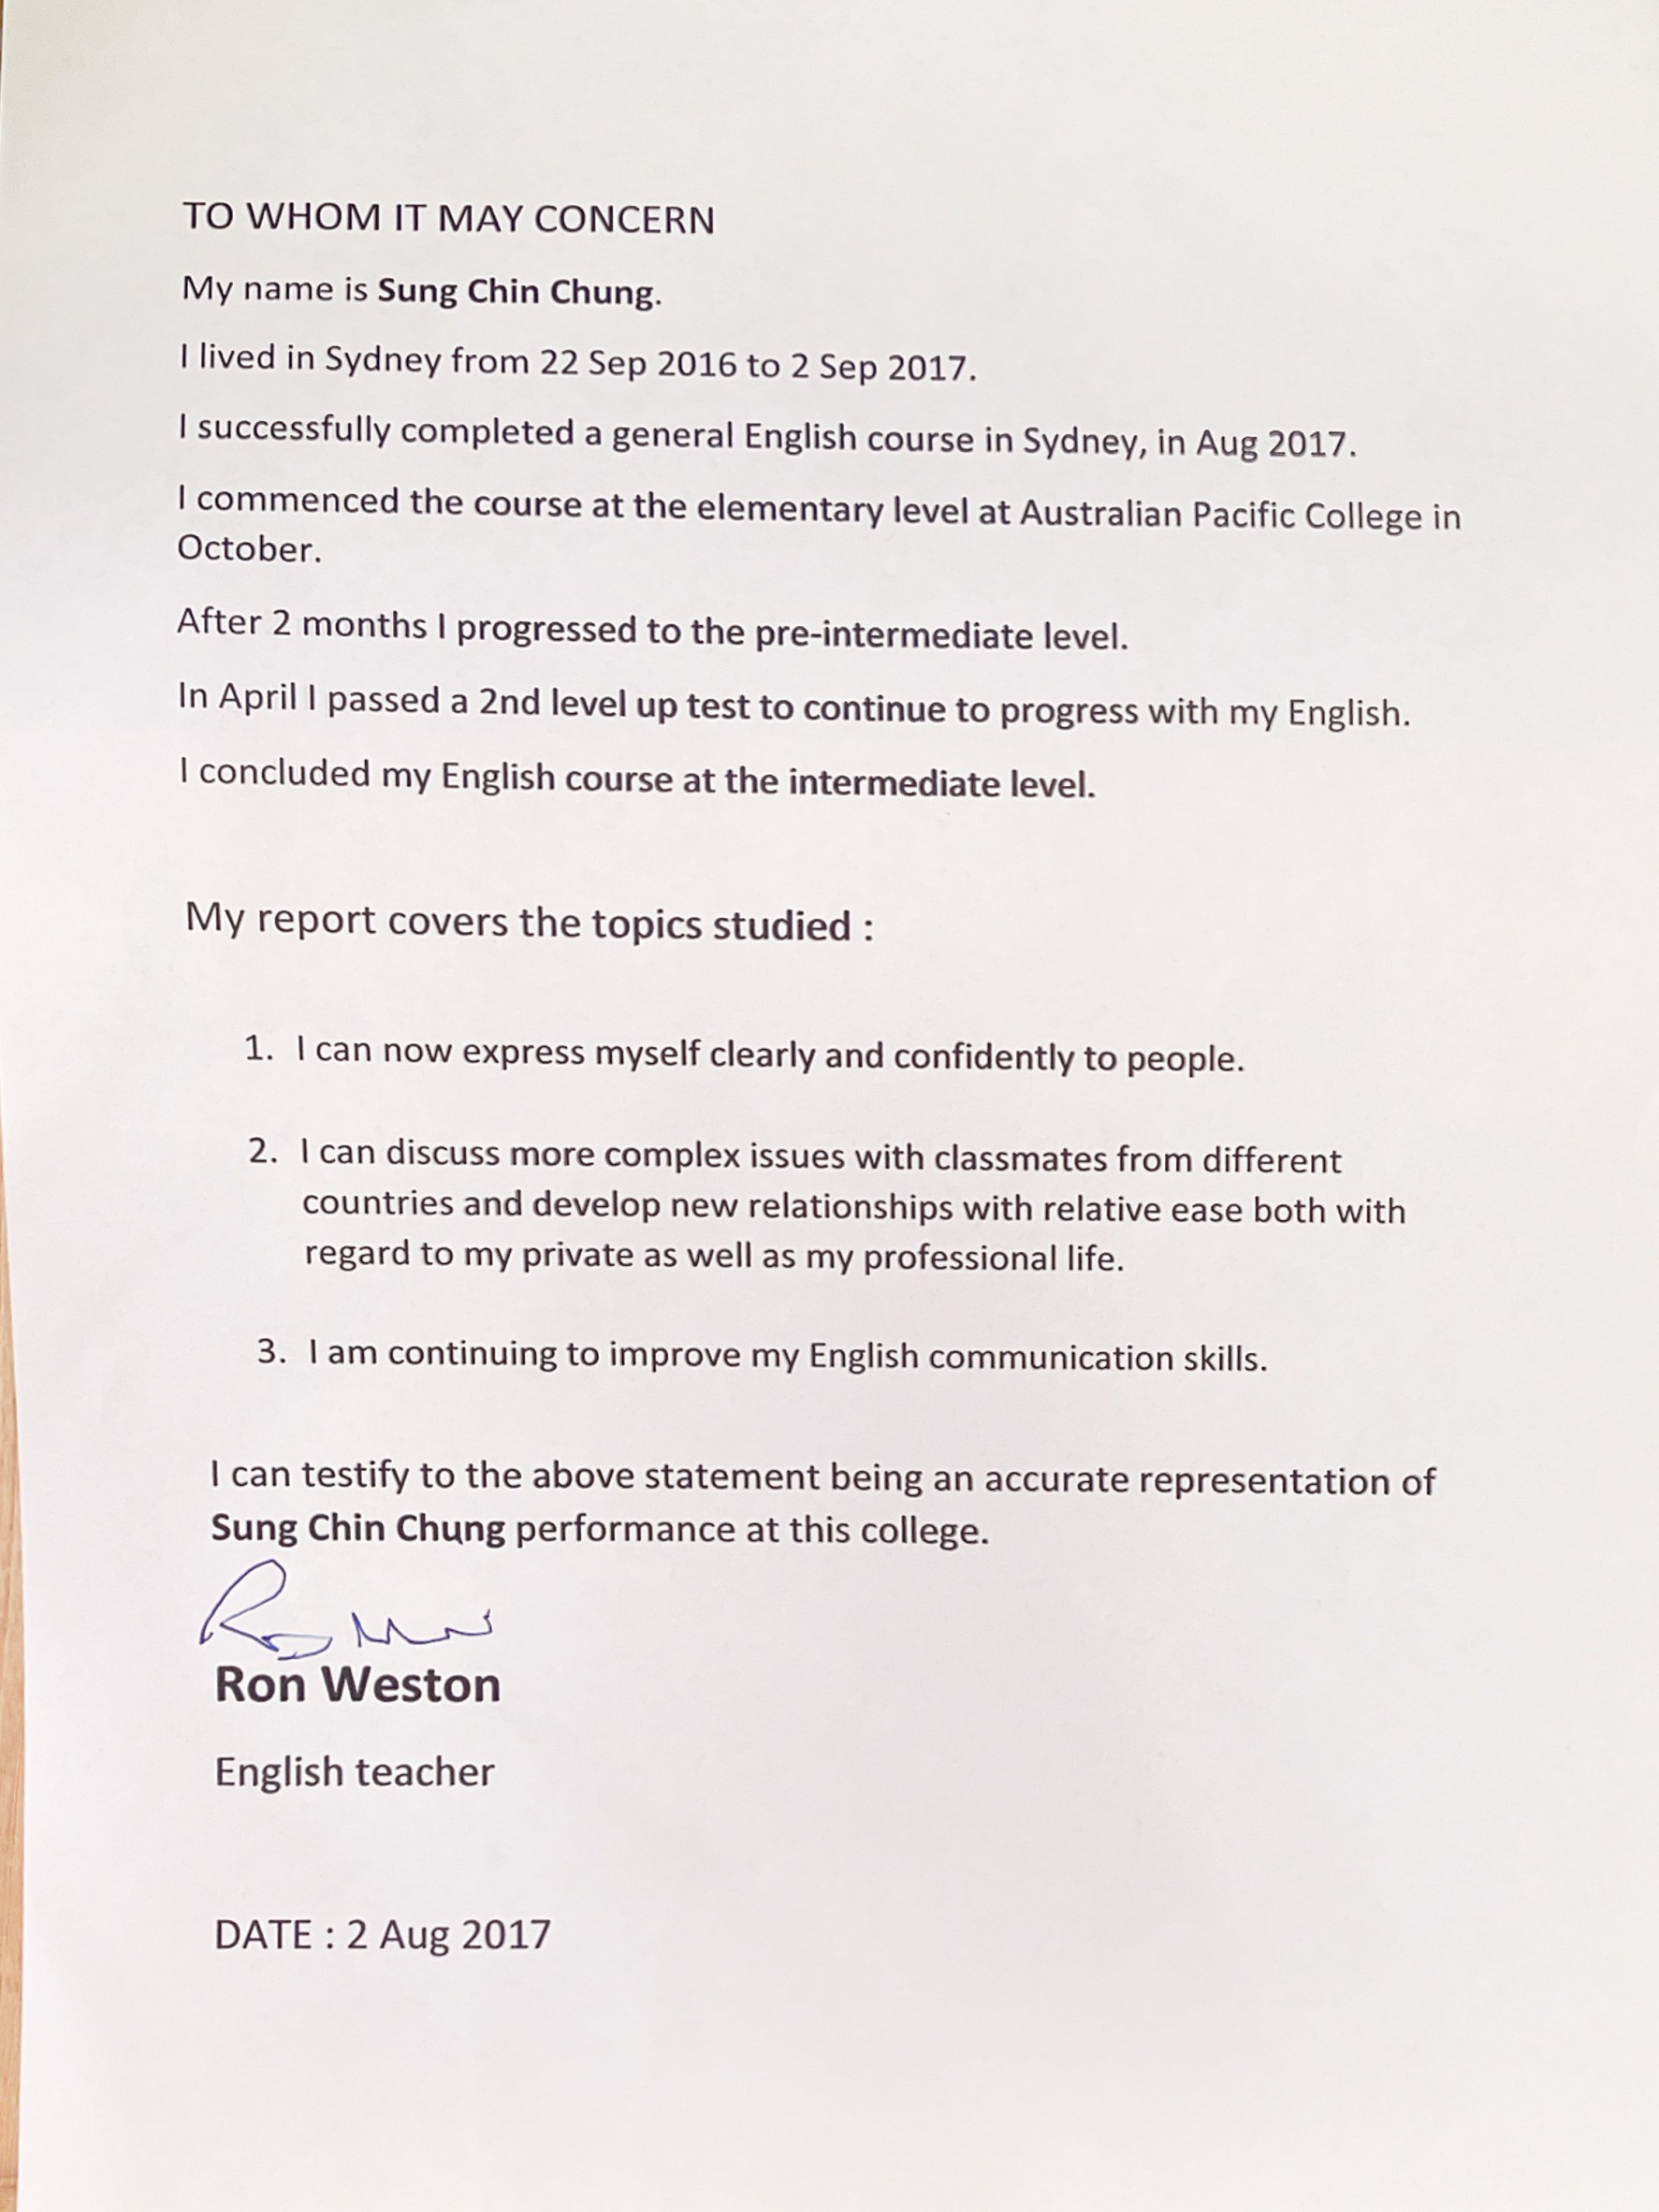 TO WHOM IT MAY CONCERN
My name is Sung Chin Chung.
I lived in Sydney from 22 Sep 2016 to 2 Sep 2017.
I successfully completed a general English course in Sydney, in Aug 2017.
I commenced the course at the elementary level at Australian Pacific College in
October.
After 2 months I progressed to the pre-intermediate level.
In April I passed a 2nd level up test to continue to progress with my English.
I concluded my English course at the intermediate level.
My report covers the topics studied :
1. I can now express myself clearly and confidently to people.
2. I can discuss more complex issues with classmates from different
countries and develop new relationships with relative ease both with
regard to my private as well as my professional life.
3. I am continuing to improve my English communication skills.
I can testify to the above statement being an accurate representation of
Sung Chin Chung performance at this college.
Ron Weston
English teacher
DATE : 2 Aug 2017